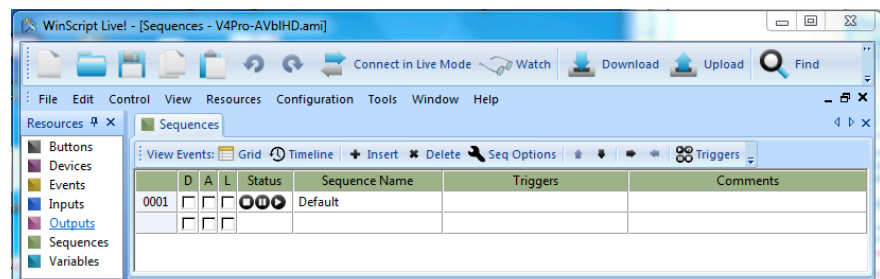 WinScript Live! - [Sequences - V4Pro-AVbIHD.ami]
Connect in Live Mode Watch Download Upload Find
File Edit Control View Resources Configuration Tools Window Help
Resources Sequences
Buttons
Devices
Events
Inputs
Outputs
Sequences
Variables
View Events: Grid Timeline Insert Delete Seq Options Triggers
D A L Status Sequence Name Triggers Comments
0001 Default